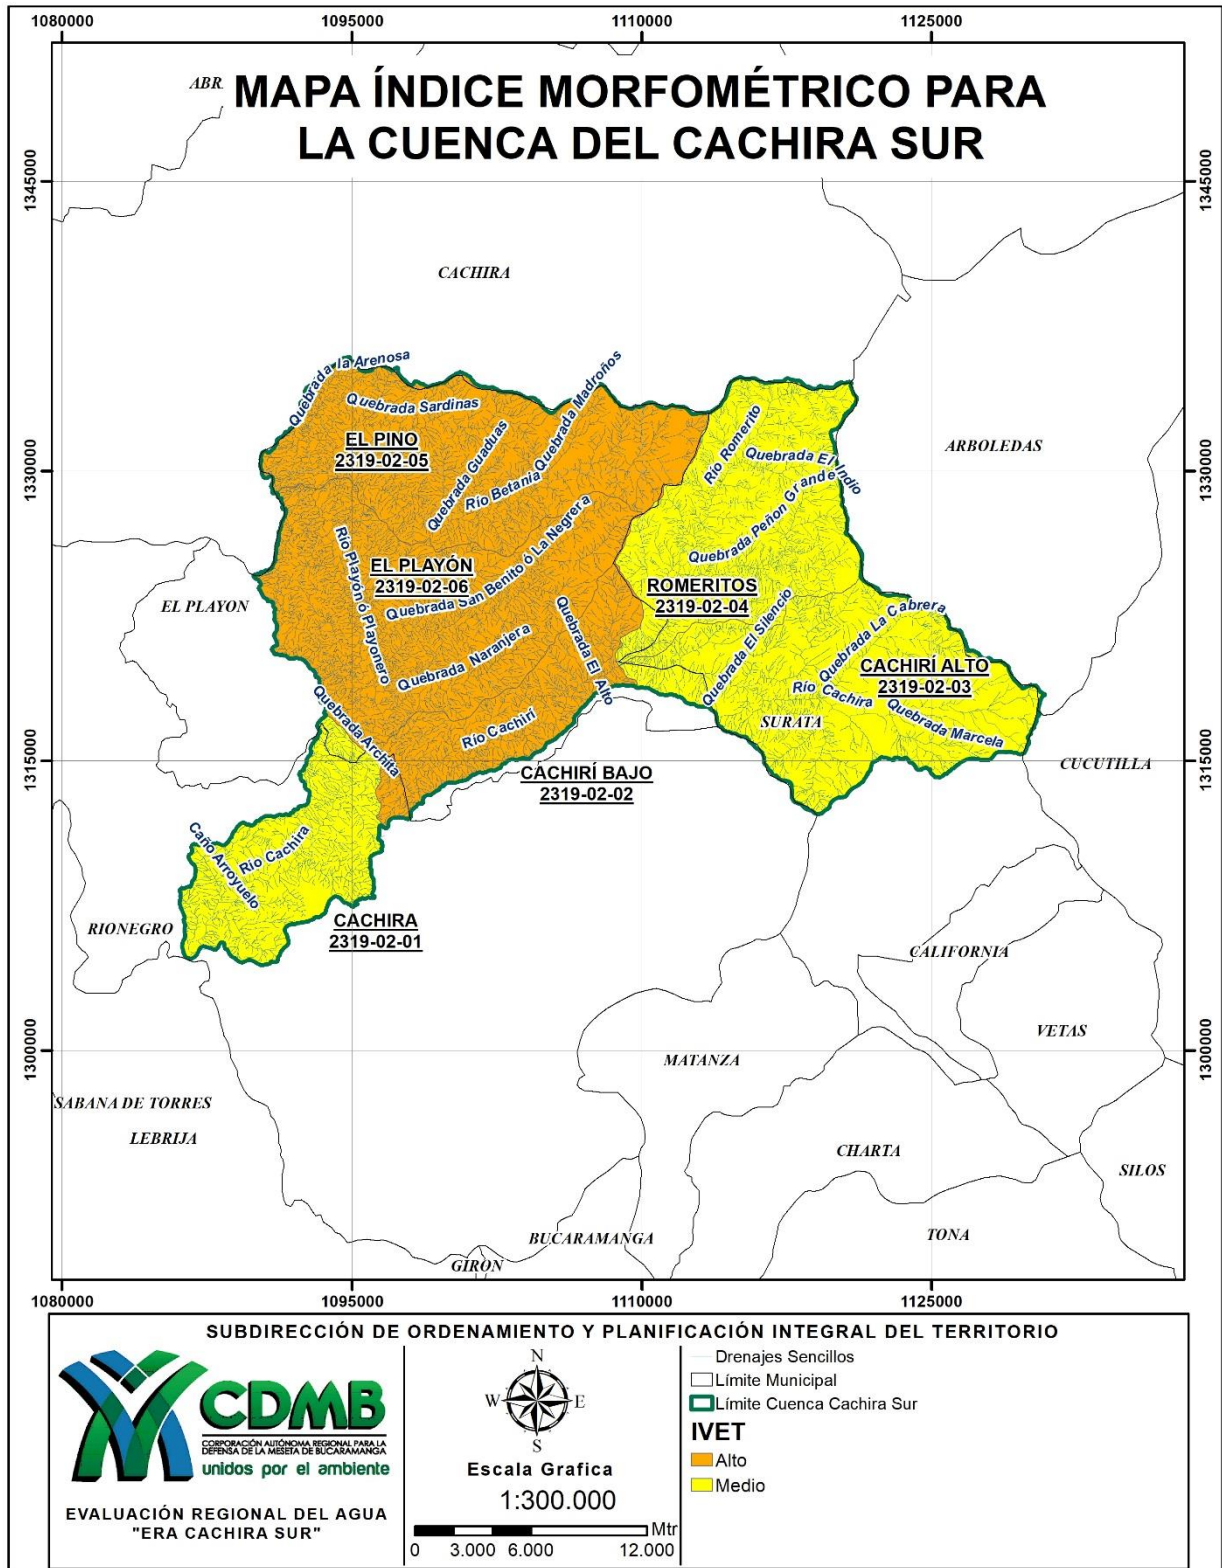 1080000 1095000 1110000 1125000
ABR
MAPA ÍNDICE MORFOMÉTRICO PARA
LA CUENCA DEL CACHIRA SUR
1345000 1345000
CACHIRA
Quebrada la Arenosa
Quebrada Sardinas
Quebrada Madroños
EL PINO
2319-02-05
Quebrada Guaduas
Río Betania
Río Romerito
Quebrada El Indio
Quebrada Peñon Grande
ARBOLEDAS
1330000 1330000
Río Playón ó Playonero
EL PLAYÓN
2319-02-06
Quebrada San Benito ó La Negrera
ROMERITOS
2319-02-04
EL PLAYON
Quebrada Naranjera
Quebrada El Alto
Quebrada El Silencio
Quebrada La Cabrera
CACHIRÍ ALTO
2319-02-03
Río Cachira
Quebrada Marcela
SURATA
Quebrada Archita
Río Cachirí
CACHIRÍ BAJO
2319-02-02
CUCUTILLA
1315000 1315000
Caño Arroyuelo
Río Cachira
CACHIRA
2319-02-01
RIONEGRO
CALIFORNIA
VETAS
MATANZA
1300000 1300000
SABANA DE TORRES
LEBRIJA
CHARTA
SILOS
TONA
BUCARAMANGA
GIRON
1080000 1095000 1110000 1125000
SUBDIRECCIÓN DE ORDENAMIENTO Y PLANIFICACIÓN INTEGRAL DEL TERRITORIO
CDMB
CORPORACIÓN AUTÓNOMA REGIONAL PARA LA
DEFENSA DE LA MESETA DE BUCARAMANGA
unidos por el ambiente
EVALUACIÓN REGIONAL DEL AGUA
"ERA CACHIRA SUR"
N
W E
S
Escala Grafica
1:300.000
Mtr
0 3.000 6.000 12.000
Drenajes Sencillos
Límite Municipal
Límite Cuenca Cachira Sur
IVET
Alto
Medio